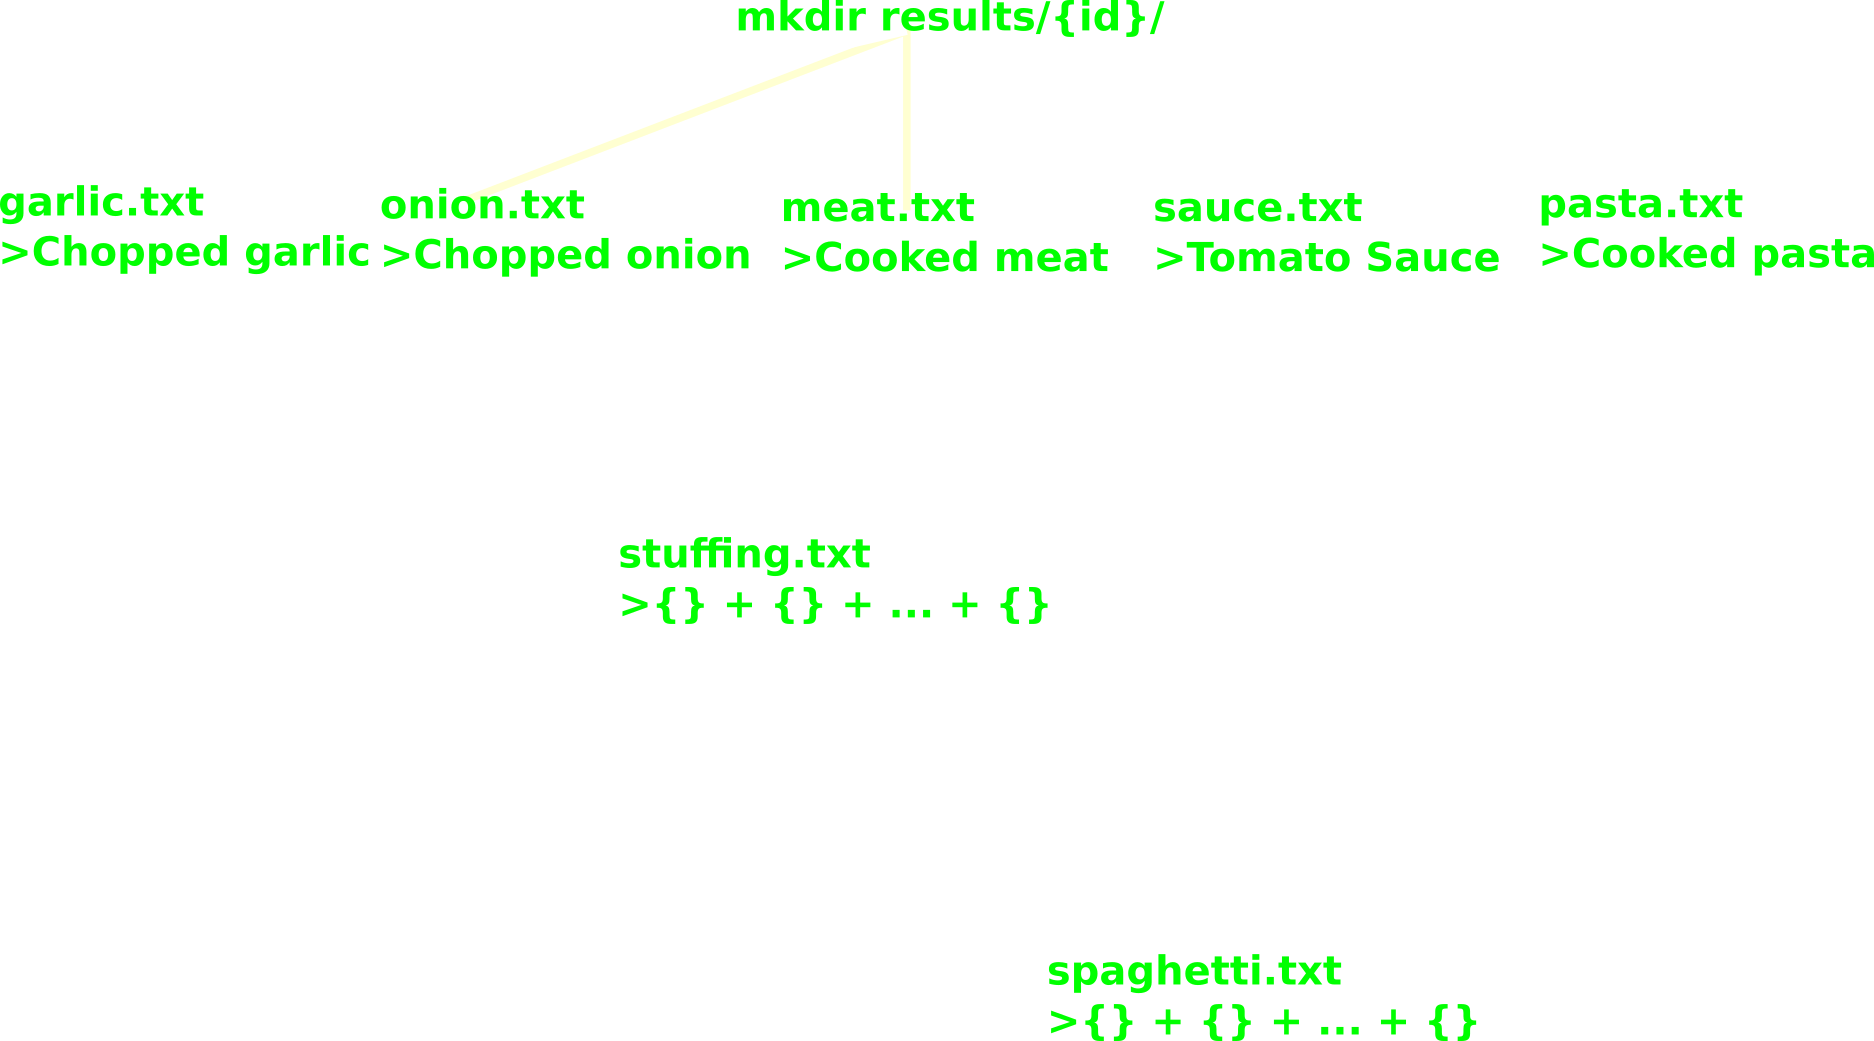 mkdir results/{id}/
garlic.txt
>Chopped garlic
onion.txt
>Chopped onion
meat.txt
>Cooked meat
sauce.txt
>Tomato Sauce
pasta.txt
>Cooked pasta
stuffing.txt
>{} + {} + ... + {}
spaghetti.txt
>{} + {} + ... + {}